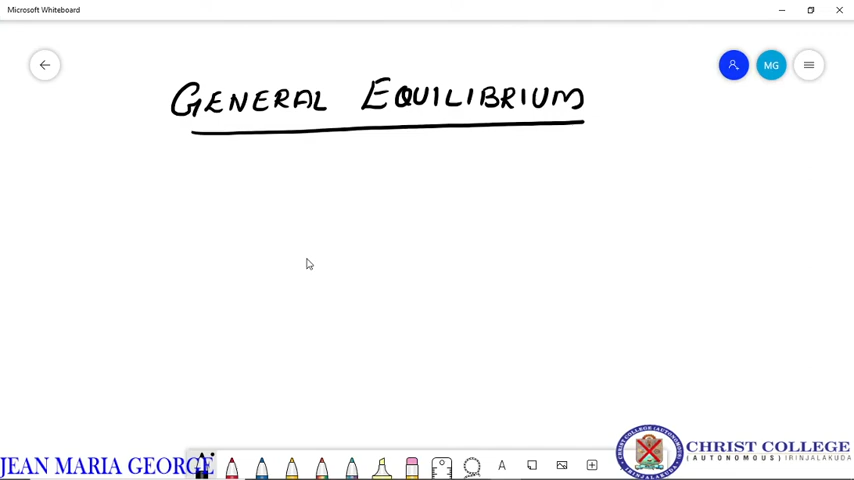 Microsoft Whiteboard
MG
GENERAL EQUILIBRIUM
A
JEAN MARIA GEORGE
CHRIST COLLEGE
(AUTONOMOUS) IRINJALAKUDA